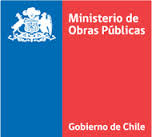 Ministerio de
Obras Públicas
Gobierno de Chile